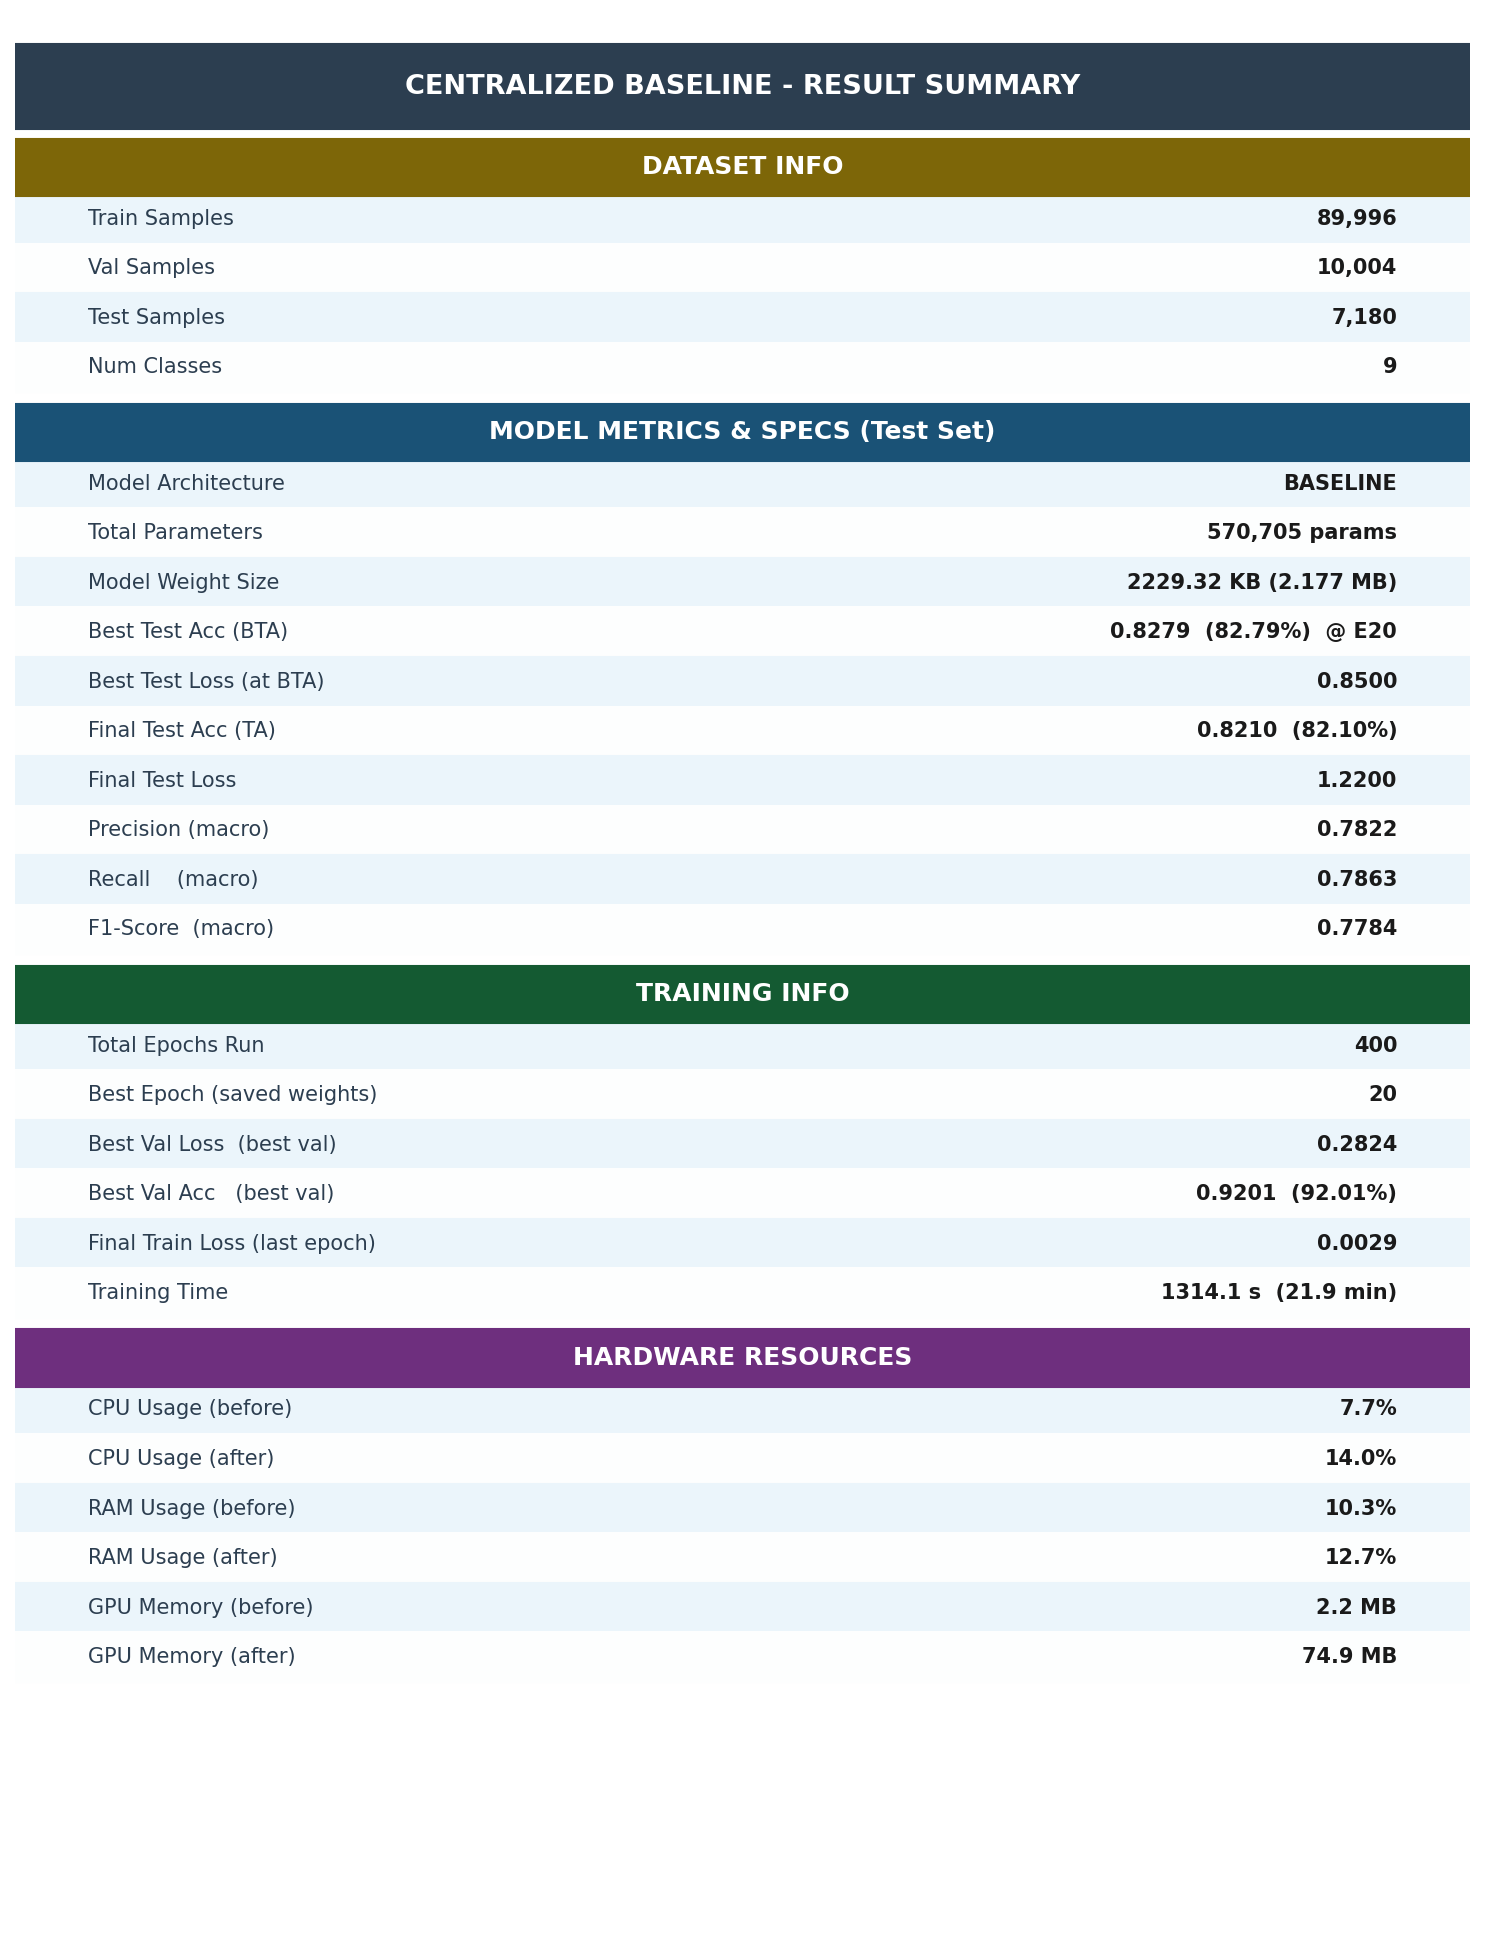 CENTRALIZED BASELINE - RESULT SUMMARY
DATASET INFO
Train Samples 89,996
Val Samples 10,004
Test Samples 7,180
Num Classes 9
MODEL METRICS & SPECS (Test Set)
Model Architecture BASELINE
Total Parameters 570,705 params
Model Weight Size 2229.32 KB (2.177 MB)
Best Test Acc (BTA) 0.8279 (82.79%) @ E20
Best Test Loss (at BTA) 0.8500
Final Test Acc (TA) 0.8210 (82.10%)
Final Test Loss 1.2200
Precision (macro) 0.7822
Recall (macro) 0.7863
F1-Score (macro) 0.7784
TRAINING INFO
Total Epochs Run 400
Best Epoch (saved weights) 20
Best Val Loss (best val) 0.2824
Best Val Acc (best val) 0.9201 (92.01%)
Final Train Loss (last epoch) 0.0029
Training Time 1314.1 s (21.9 min)
HARDWARE RESOURCES
CPU Usage (before) 7.7%
CPU Usage (after) 14.0%
RAM Usage (before) 10.3%
RAM Usage (after) 12.7%
GPU Memory (before) 2.2 MB
GPU Memory (after) 74.9 MB